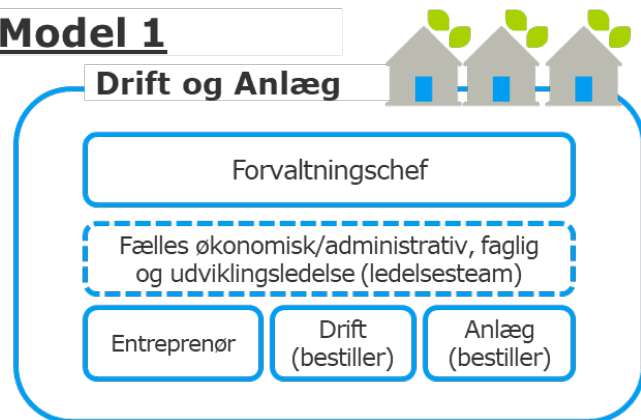 Model 1
Drift og Anlæg
Forvaltningschef
Fælles økonomisk/administrativ, faglig
og udviklingsledelse (ledelsesteam)
Entreprenør
Drift
(bestiller)
Anlæg
(bestiller)